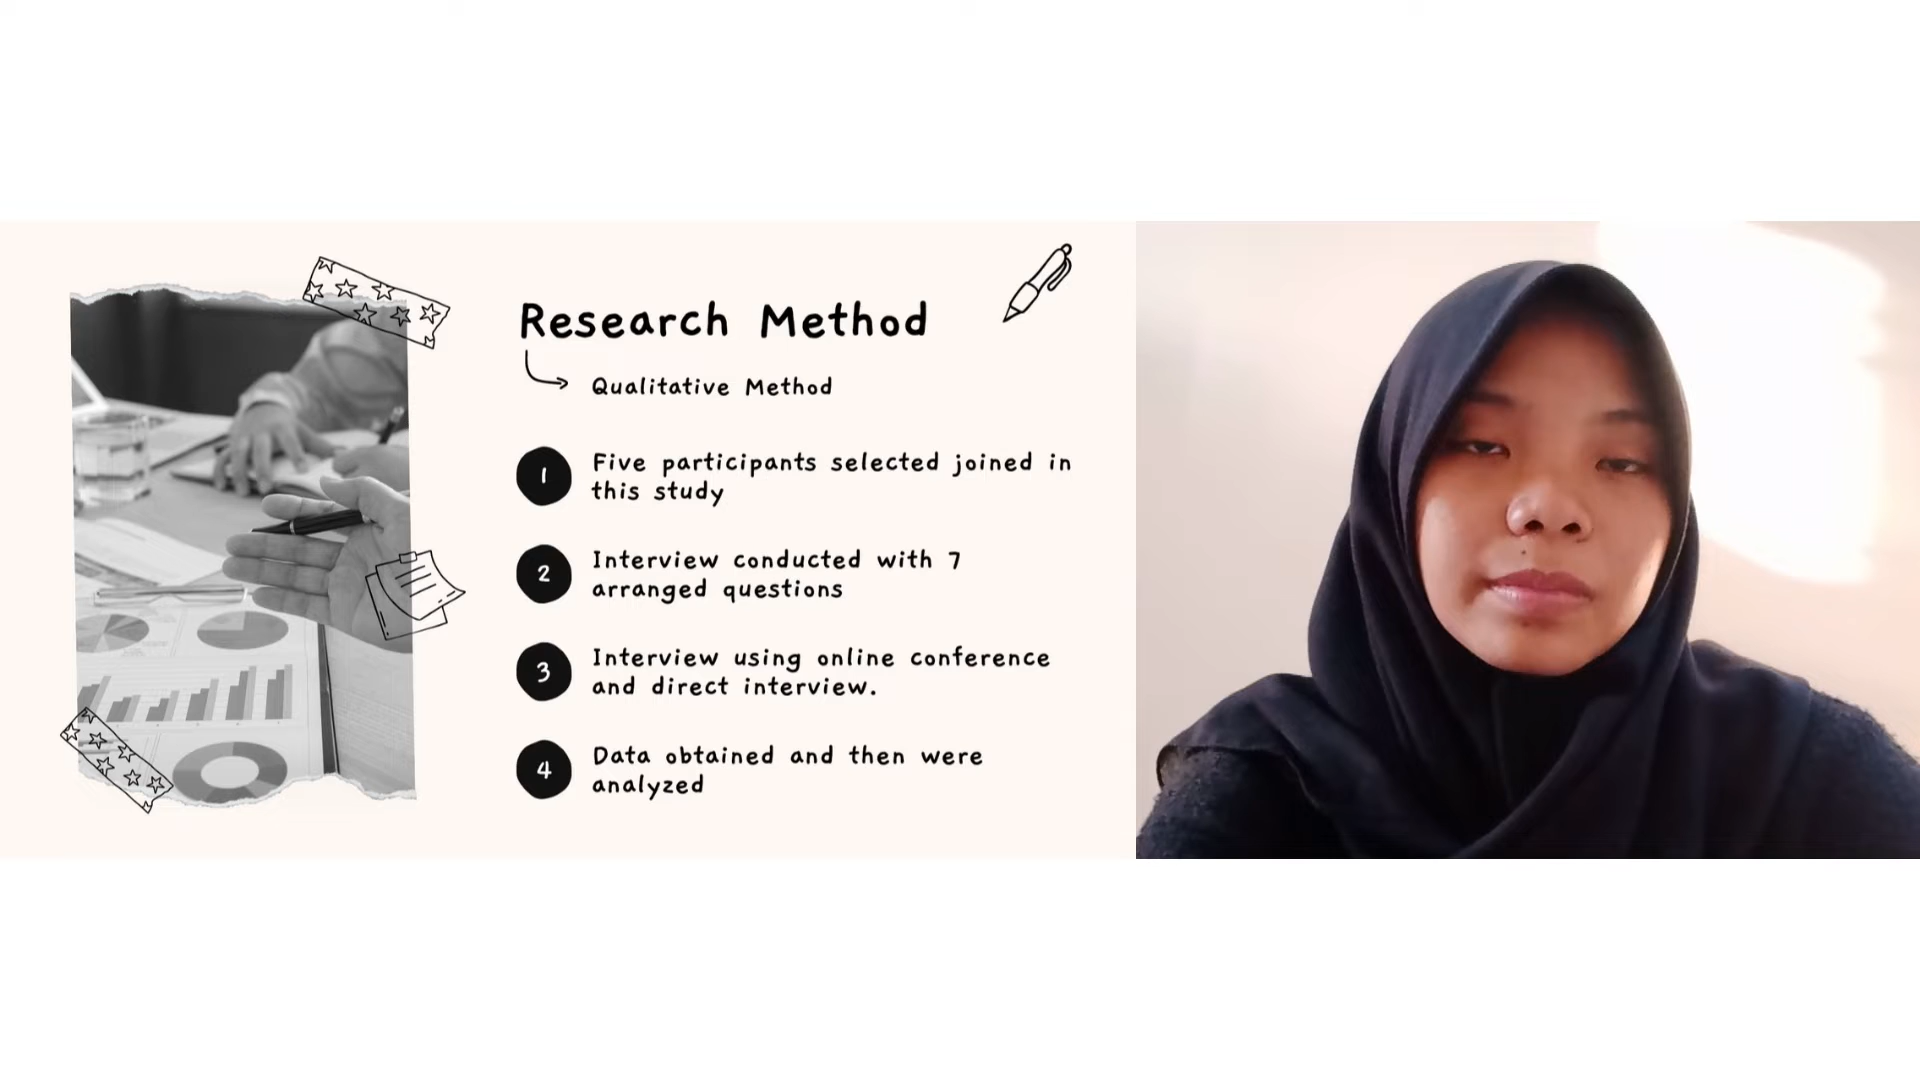 Research Method
Qualitative Method
1
Five participants selected joined in
this study
2
Interview conducted with 7
arranged questions
3
Interview using online conference
and direct interview.
4
Data obtained and then were
analyzed